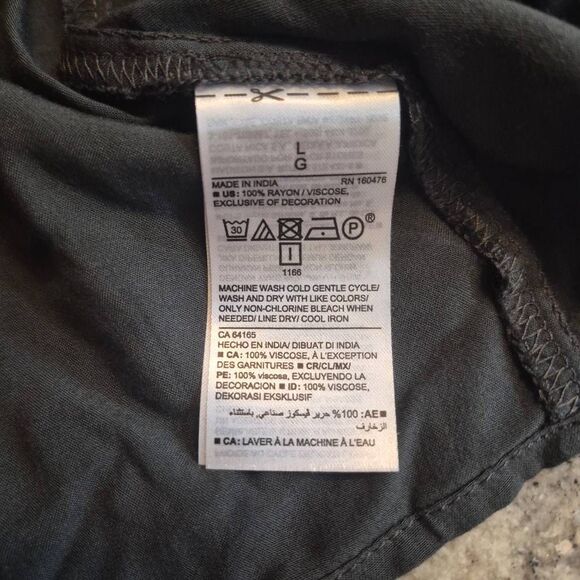 L
G
MADE IN INDIA RN 160476
■ US: 100% RAYON / VISCOSE,
EXCLUSIVE OF DECORATION
30 P ®
I
1166
MACHINE WASH COLD GENTLE CYCLE/
WASH AND DRY WITH LIKE COLORS/
ONLY NON-CHLORINE BLEACH WHEN
NEEDED/ LINE DRY/ COOL IRON
CA 64165
HECHO EN INDIA/ DIBUAT DI INDIA
■ CA: 100% VISCOSE, À L'EXCEPTION
DES GARNITURES ■ CR/CL/MX/
PE: 100% viscosa, EXCLUYENDO LA
DECORACION ■ ID: 100% VISCOSE,
DEKORASI EKSKLUSIF
■ AE: 100% حرير ڤيسكوز صناعي, باستثناء
الزخارف
■ CA: LAVER À LA MACHINE À L'EAU